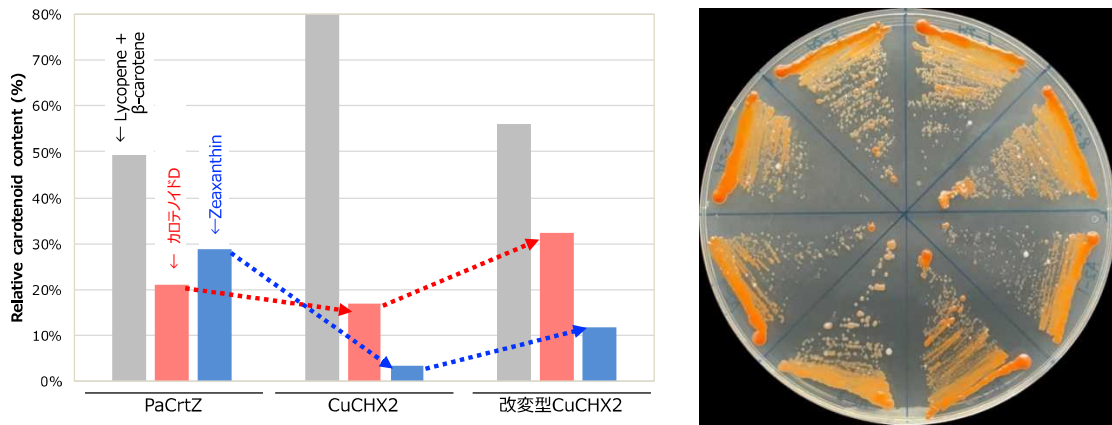 Relative carotenoid content (%)
80%
70%
60%
50%
40%
30%
20%
10%
0%
← Lycopene +
β-carotene
← カロテノイドD
←Zeaxanthin
PaCrtZ
CuCHX2
改変型CuCHX2